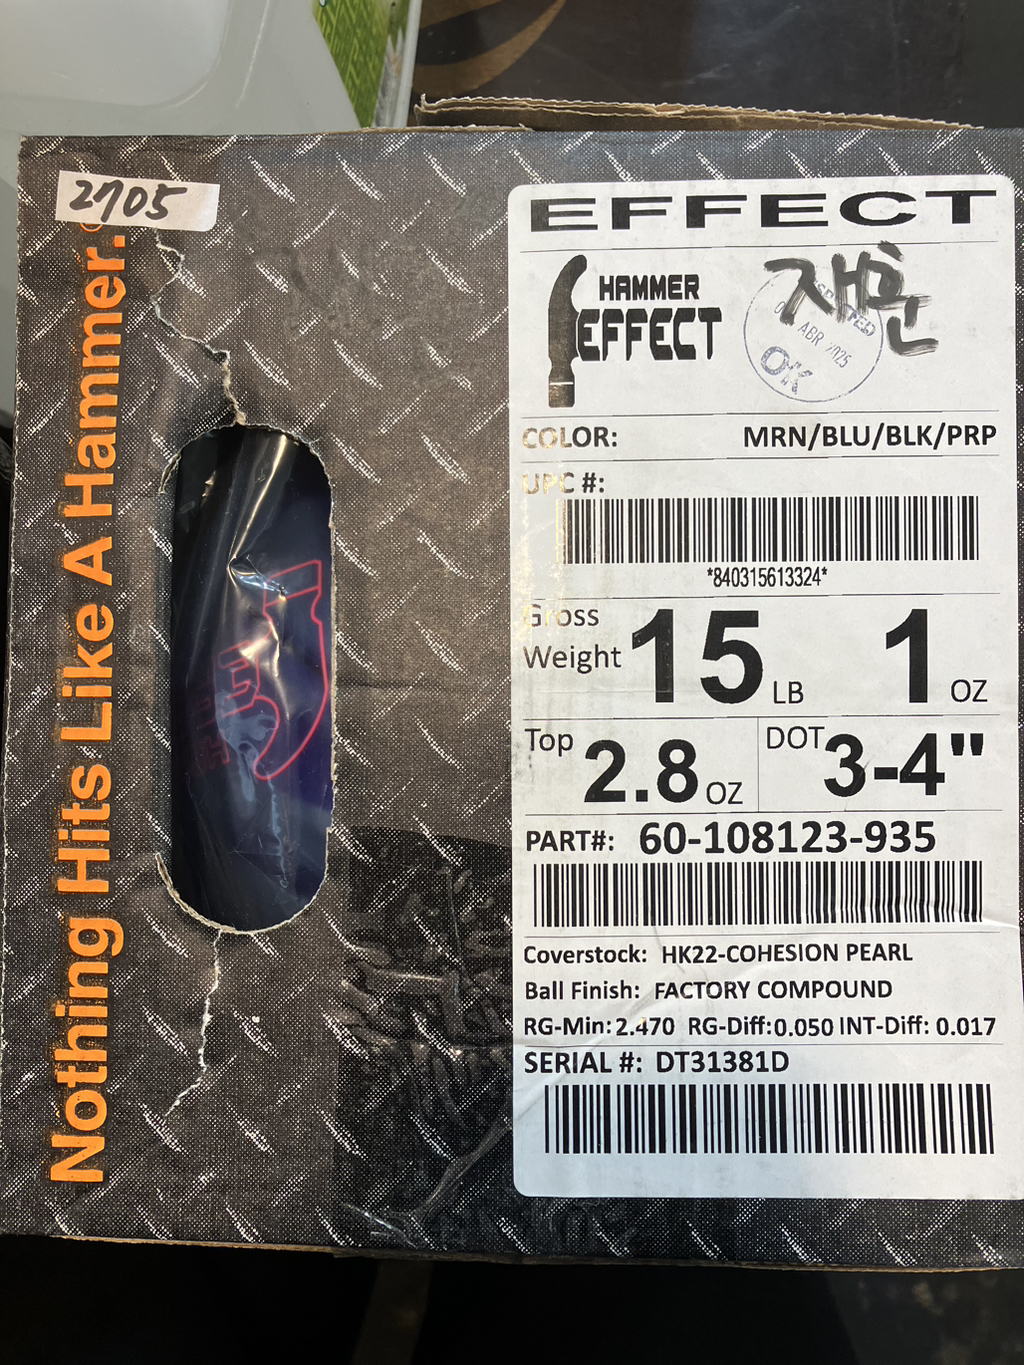 2705
Nothing Hits Like A Hammer.®
EFFECT
HAMMER
EFFECT
재환
ABR 2025
OK
COLOR: MRN/BLU/BLK/PRP
UPC #:
*840315613324*
Gross Weight 15 LB 1 OZ
Top 2.8 OZ DOT 3-4"
PART#: 60-108123-935
Coverstock: HK22-COHESION PEARL
Ball Finish: FACTORY COMPOUND
RG-Min: 2.470 RG-Diff: 0.050 INT-Diff: 0.017
SERIAL #: DT31381D